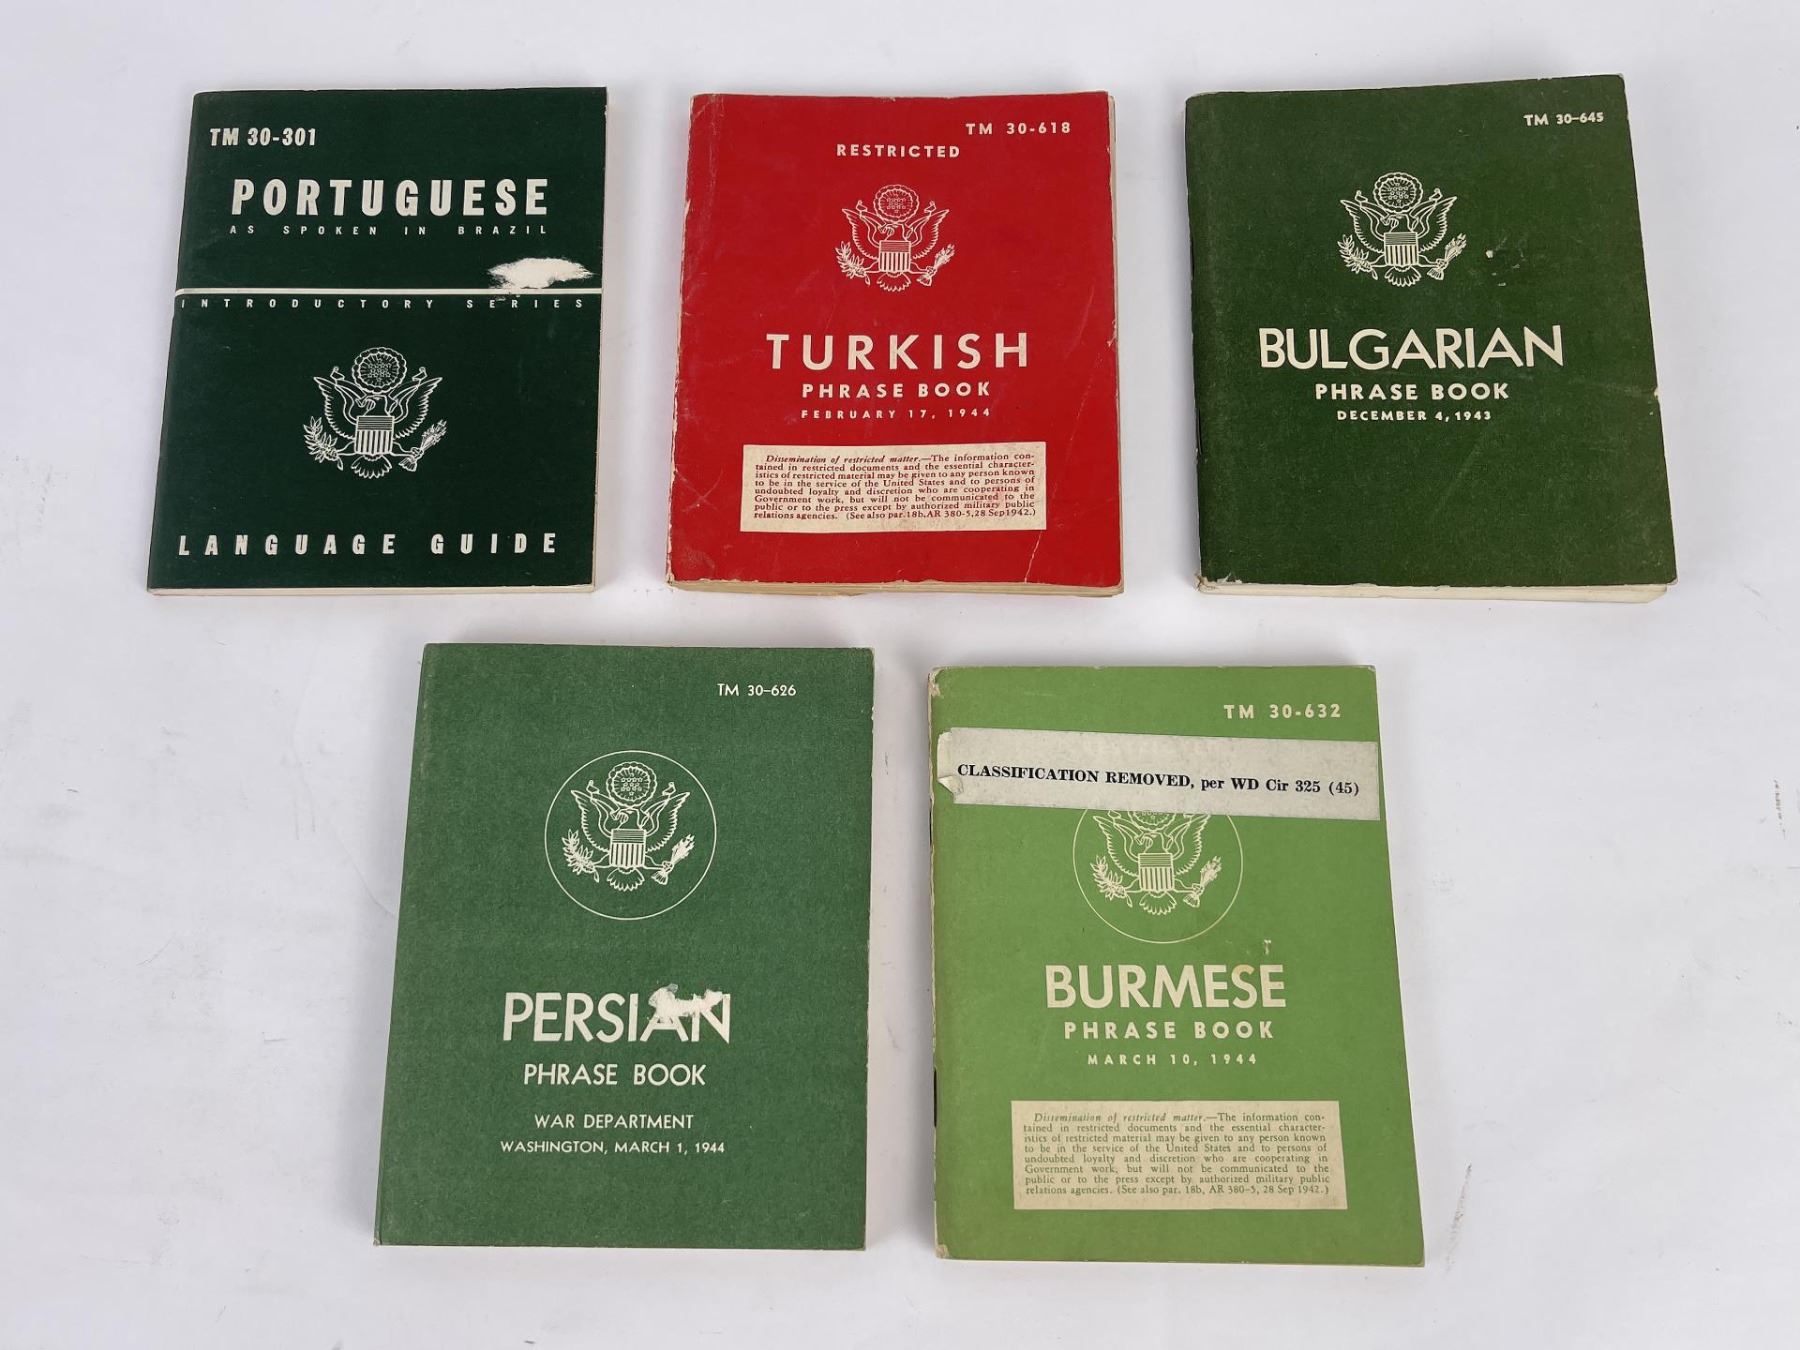 TM 30-301
PORTUGUESE
AS SPOKEN IN BRAZIL
INTRODUCTORY SERIES
LANGUAGE GUIDE
TM 30-618
RESTRICTED
TURKISH
PHRASE BOOK
FEBRUARY 17, 1944
Dissemination of restricted matter.—The information con-
tained in restricted documents and the essential character-
istics of restricted material may be given to any person known
to be in the service of the United States and to persons of
undoubted loyalty and discretion who are cooperating in
Government work, but will not be communicated to the
public or to the press except by authorized military public
relations agencies. (See also par. 18b, AR 380-5, 28 Sep 1942.)
TM 30-645
BULGARIAN
PHRASE BOOK
DECEMBER 4, 1943
TM 30-626
PERSIAN
PHRASE BOOK
WAR DEPARTMENT
WASHINGTON, MARCH 1, 1944
TM 30-632
CLASSIFICATION REMOVED, per WD Cir 325 (45)
BURMESE
PHRASE BOOK
MARCH 10, 1944
Dissemination of restricted matter.—The information con-
tained in restricted documents and the essential character-
istics of restricted material may be given to any person known
to be in the service of the United States and to persons of
undoubted loyalty and discretion who are cooperating in
Government work, but will not be communicated to the
public or to the press except by authorized military public
relations agencies. (See also par. 18b, AR 380-5, 28 Sep 1942.)